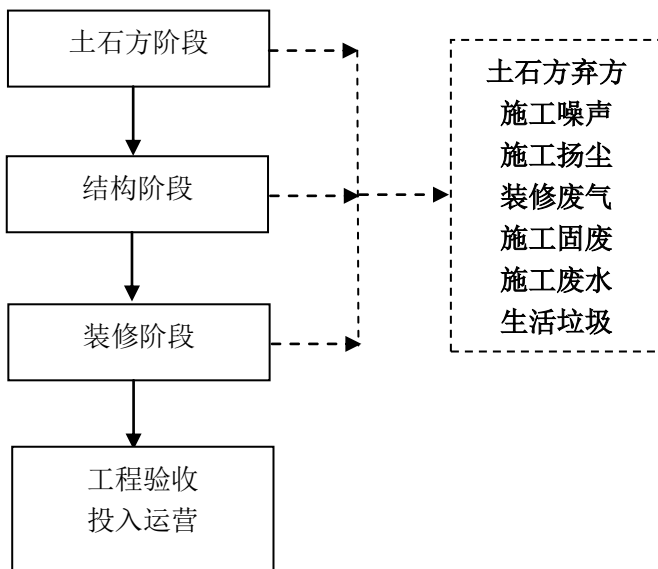 土石方阶段
结构阶段
装修阶段
工程验收
投入运营
土石方弃方
施工噪声
施工扬尘
装修废气
施工固废
施工废水
生活垃圾